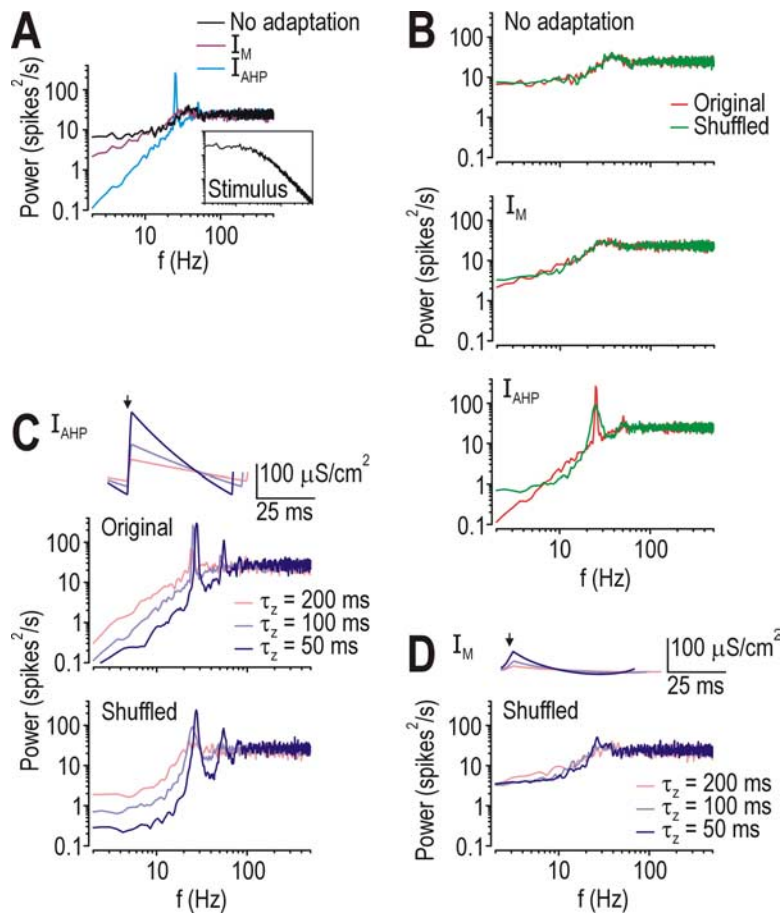 A
No adaptation
I_M
I_AHP
Power (spikes²/s)
100
10
1
0.1
Stimulus
10
100
f (Hz)
B
No adaptation
100
10
1
0.1
Original
Shuffled
I_M
Power (spikes²/s)
100
10
1
0.1
I_AHP
100
10
1
0.1
10
100
f (Hz)
C
I_AHP
100 μS/cm²
25 ms
Original
100
10
1
0.1
τ_z = 200 ms
τ_z = 100 ms
τ_z = 50 ms
Power (spikes²/s)
Shuffled
100
10
1
0.1
10
100
f (Hz)
D
I_M
100 μS/cm²
25 ms
Shuffled
Power (spikes²/s)
100
10
1
0.1
τ_z = 200 ms
τ_z = 100 ms
τ_z = 50 ms
10
100
f (Hz)